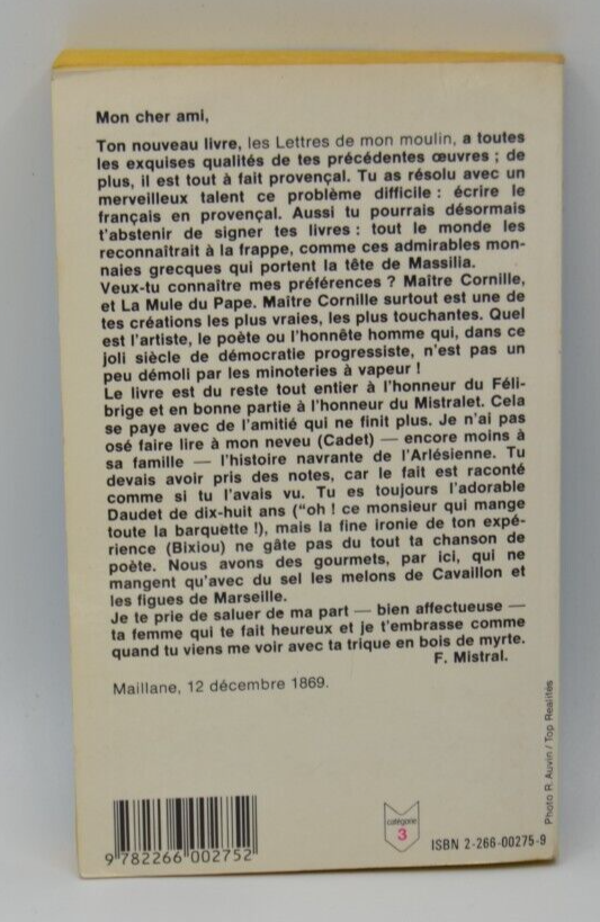 Mon cher ami,
Ton nouveau livre, les Lettres de mon moulin, a toutes
les exquises qualités de tes précédentes œuvres ; de
plus, il est tout à fait provençal. Tu as résolu avec un
merveilleux talent ce problème difficile : écrire le
français en provençal. Aussi tu pourrais désormais
t'abstenir de signer tes livres : tout le monde les
reconnaîtrait à la frappe, comme ces admirables mon-
naies grecques qui portent la tête de Massilia.
Veux-tu connaître mes préférences ? Maître Cornille,
et La Mule du Pape. Maître Cornille surtout est une de
tes créations les plus vraies, les plus touchantes. Quel
est l'artiste, le poète ou l'honnête homme qui, dans ce
joli siècle de démocratie progressiste, n'est pas un
peu démoli par les minoteries à vapeur !
Le livre est du reste tout entier à l'honneur du Féli-
brige et en bonne partie à l'honneur du Mistralet. Cela
se paye avec de l'amitié qui ne finit plus. Je n'ai pas
osé faire lire à mon neveu (Cadet) — encore moins à
sa famille — l'histoire navrante de l'Arlésienne. Tu
devais avoir pris des notes, car le fait est raconté
comme si tu l'avais vu. Tu es toujours l'adorable
Daudet de dix-huit ans ("oh ! ce monsieur qui mange
toute la barquette !), mais la fine ironie de ton expé-
rience (Bixiou) ne gâte pas du tout ta chanson de
poète. Nous avons des gourmets, par ici, qui ne
mangent qu'avec du sel les melons de Cavaillon et
les figues de Marseille.
Je te prie de saluer de ma part — bien affectueuse —
ta femme qui te fait heureux et je t'embrasse comme
quand tu viens me voir avec ta trique en bois de myrte.
F. Mistral.
Maillane, 12 décembre 1869.
Photo R. Auvin / Top Realités
catégorie
3
ISBN 2-266-00275-9
9 782266 002752